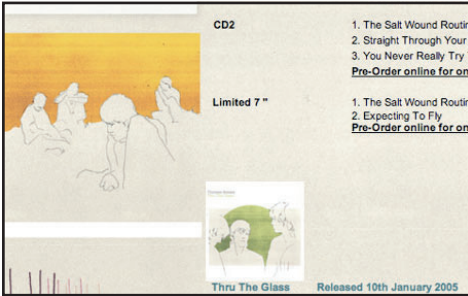 CD2
1. The Salt Wound Routin
2. Straight Through Your
3. You Never Really Try
Pre-Order online for on
Limited 7 "
1. The Salt Wound Routin
2. Expecting To Fly
Pre-Order online for on
Thru The Glass
Released 10th January 2005